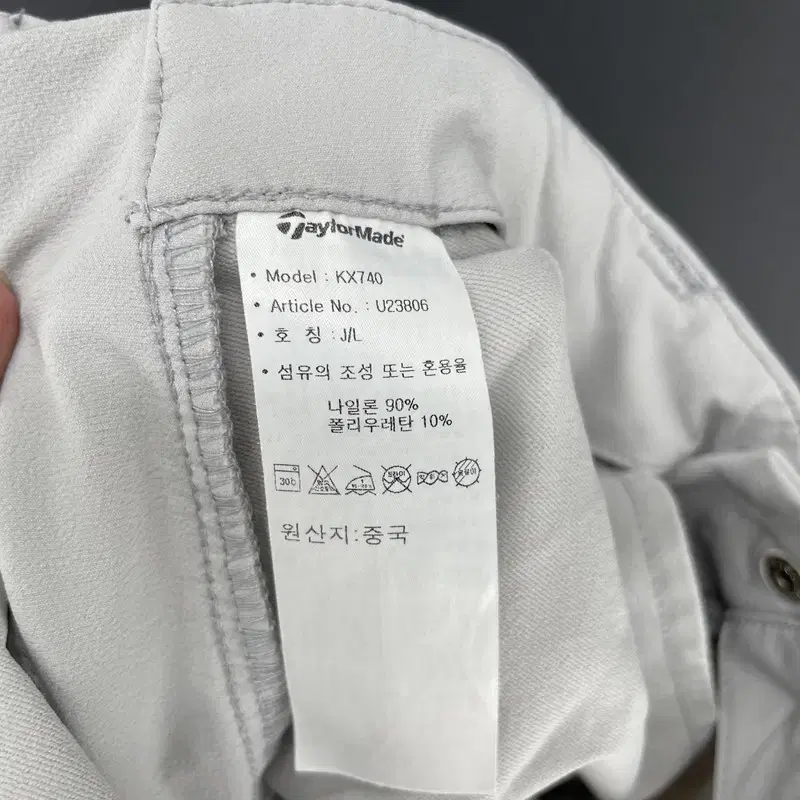 TaylorMade
• Model : KX740
• Article No. : U23806
• 호 칭 : J/L
• 섬유의 조성 또는 혼용율
나일론 90%
폴리우레탄 10%
원산지:중국